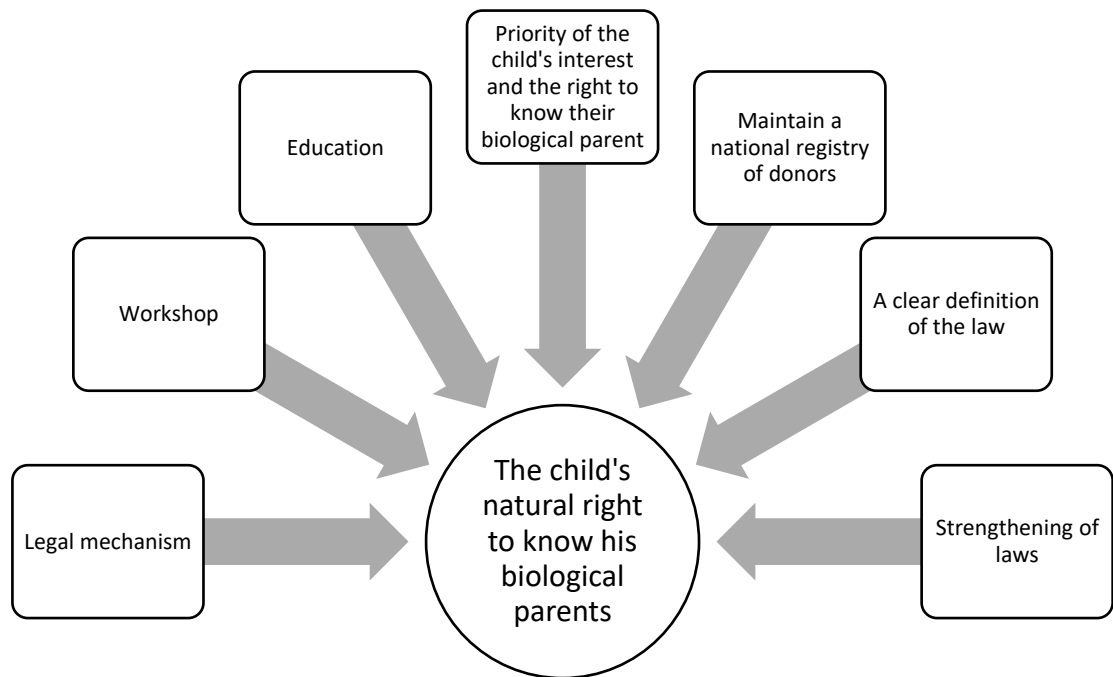 Priority of the
child's interest
and the right to
know their
biological parent
Education
Maintain a
national registry
of donors
Workshop
A clear definition
of the law
Legal mechanism
The child's
natural right
to know his
biological
parents
Strengthening of
laws